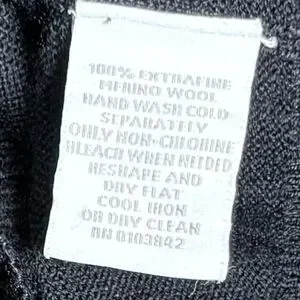 100% EXTRAFINE
MERINO WOOL
HAND WASH COLD
SEPARATELY
ONLY NON-CHLORINE
BLEACH WHEN NEEDED
RESHAPE AND
DRY FLAT
COOL IRON
OR DRY CLEAN
RN 0103842